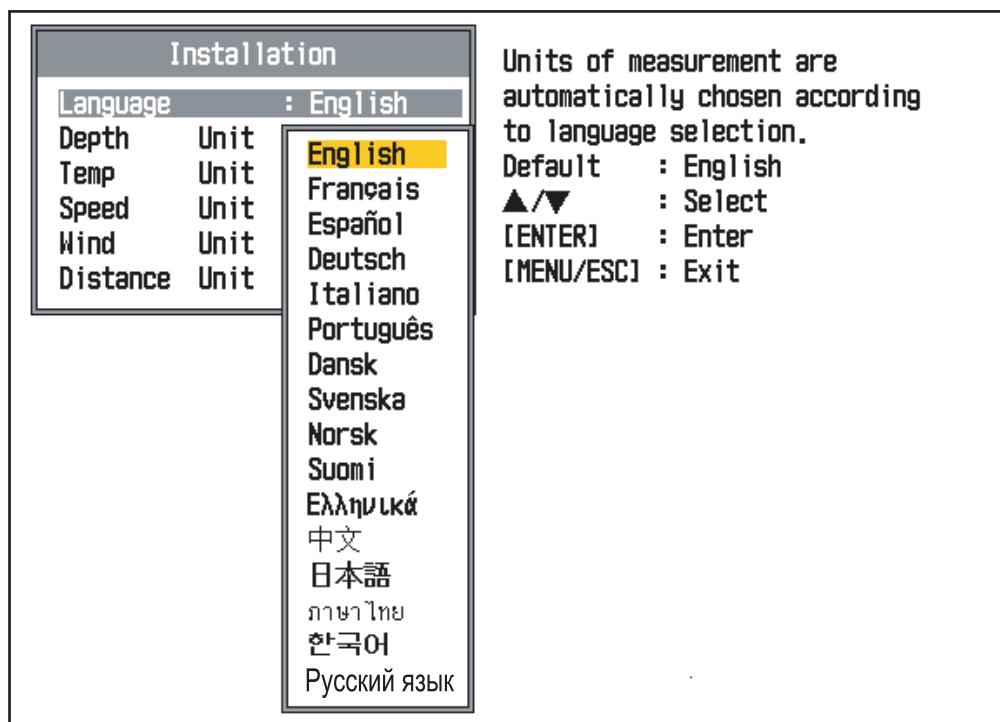 Installation
Language : English
Depth Unit
Temp Unit
Speed Unit
Wind Unit
Distance Unit
English
Français
Español
Deutsch
Italiano
Português
Dansk
Svenska
Norsk
Suomi
Ελληνικά
中文
日本語
ภาษาไทย
한국어
Русский язык
Units of measurement are
automatically chosen according
to language selection.
Default : English
▲/▼ : Select
[ENTER] : Enter
[MENU/ESC] : Exit